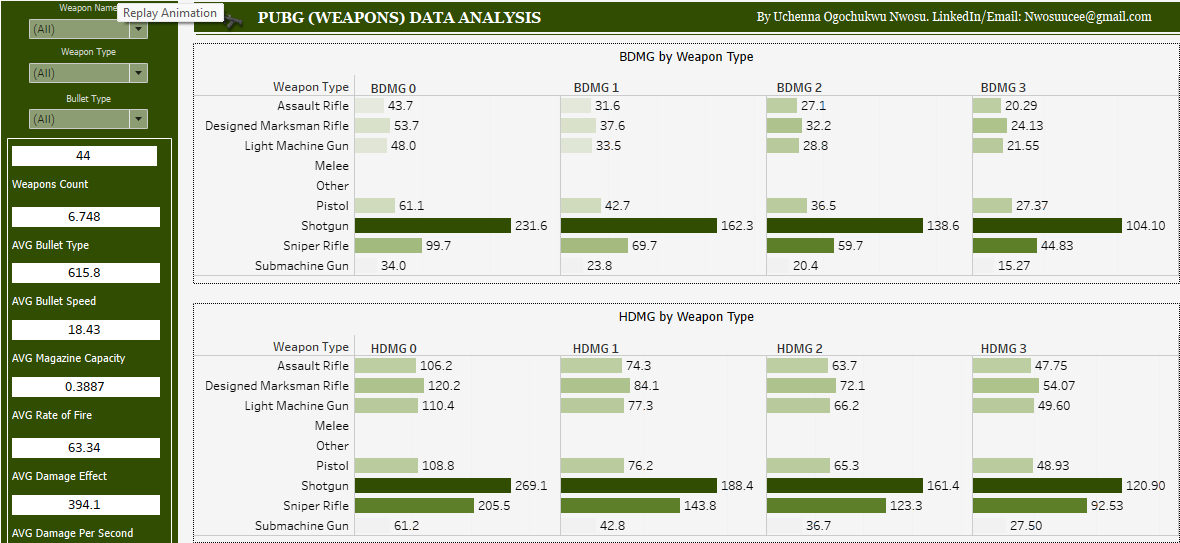 Weapon Name
Replay Animation
(All)
Weapon Type
(All)
Bullet Type
(All)
44
Weapons Count
6.748
AVG Bullet Type
615.8
AVG Bullet Speed
18.43
AVG Magazine Capacity
0.3887
AVG Rate of Fire
63.34
AVG Damage Effect
394.1
AVG Damage Per Second
PUBG (WEAPONS) DATA ANALYSIS
By Uchenna Ogochukwu Nwosu. LinkedIn/Email: Nwosuucee@gmail.com
BDMG by Weapon Type
Weapon Type BDMG 0 BDMG 1 BDMG 2 BDMG 3
Assault Rifle 43.7 31.6 27.1 20.29
Designed Marksman Rifle 53.7 37.6 32.2 24.13
Light Machine Gun 48.0 33.5 28.8 21.55
Melee
Other
Pistol 61.1 42.7 36.5 27.37
Shotgun 231.6 162.3 138.6 104.10
Sniper Rifle 99.7 69.7 59.7 44.83
Submachine Gun 34.0 23.8 20.4 15.27
HDMG by Weapon Type
Weapon Type HDMG 0 HDMG 1 HDMG 2 HDMG 3
Assault Rifle 106.2 74.3 63.7 47.75
Designed Marksman Rifle 120.2 84.1 72.1 54.07
Light Machine Gun 110.4 77.3 66.2 49.60
Melee
Other
Pistol 108.8 76.2 65.3 48.93
Shotgun 269.1 188.4 161.4 120.90
Sniper Rifle 205.5 143.8 123.3 92.53
Submachine Gun 61.2 42.8 36.7 27.50